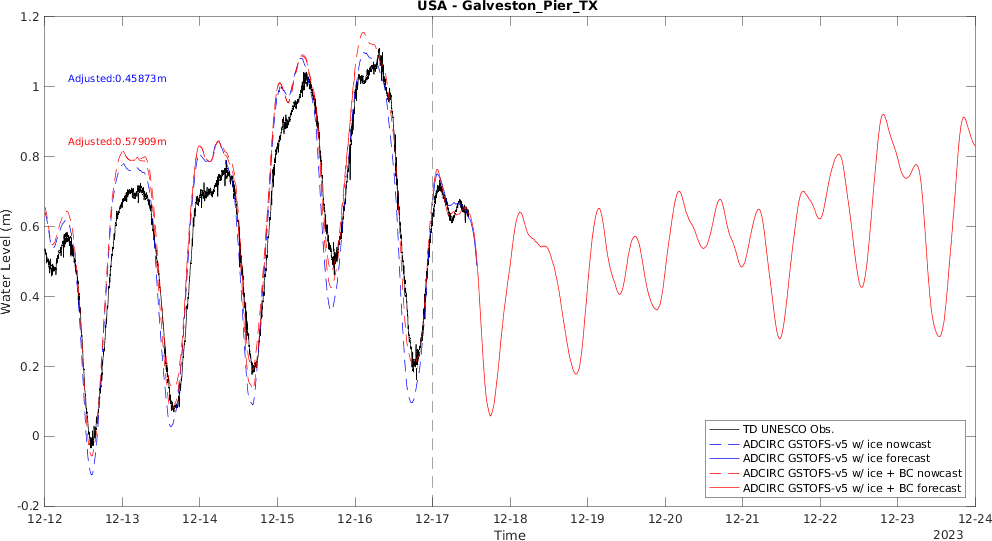 USA - Galveston_Pier_TX
1.2
1
0.8
0.6
0.4
0.2
0
-0.2
Water Level (m)
Adjusted:0.45873m
Adjusted:0.57909m
TD UNESCO Obs.
ADCIRC GSTOFS-v5 w/ ice nowcast
ADCIRC GSTOFS-v5 w/ ice forecast
ADCIRC GSTOFS-v5 w/ ice + BC nowcast
ADCIRC GSTOFS-v5 w/ ice + BC forecast
12-12 12-13 12-14 12-15 12-16 12-17 12-18 12-19 12-20 12-21 12-22 12-23 12-24
Time
2023